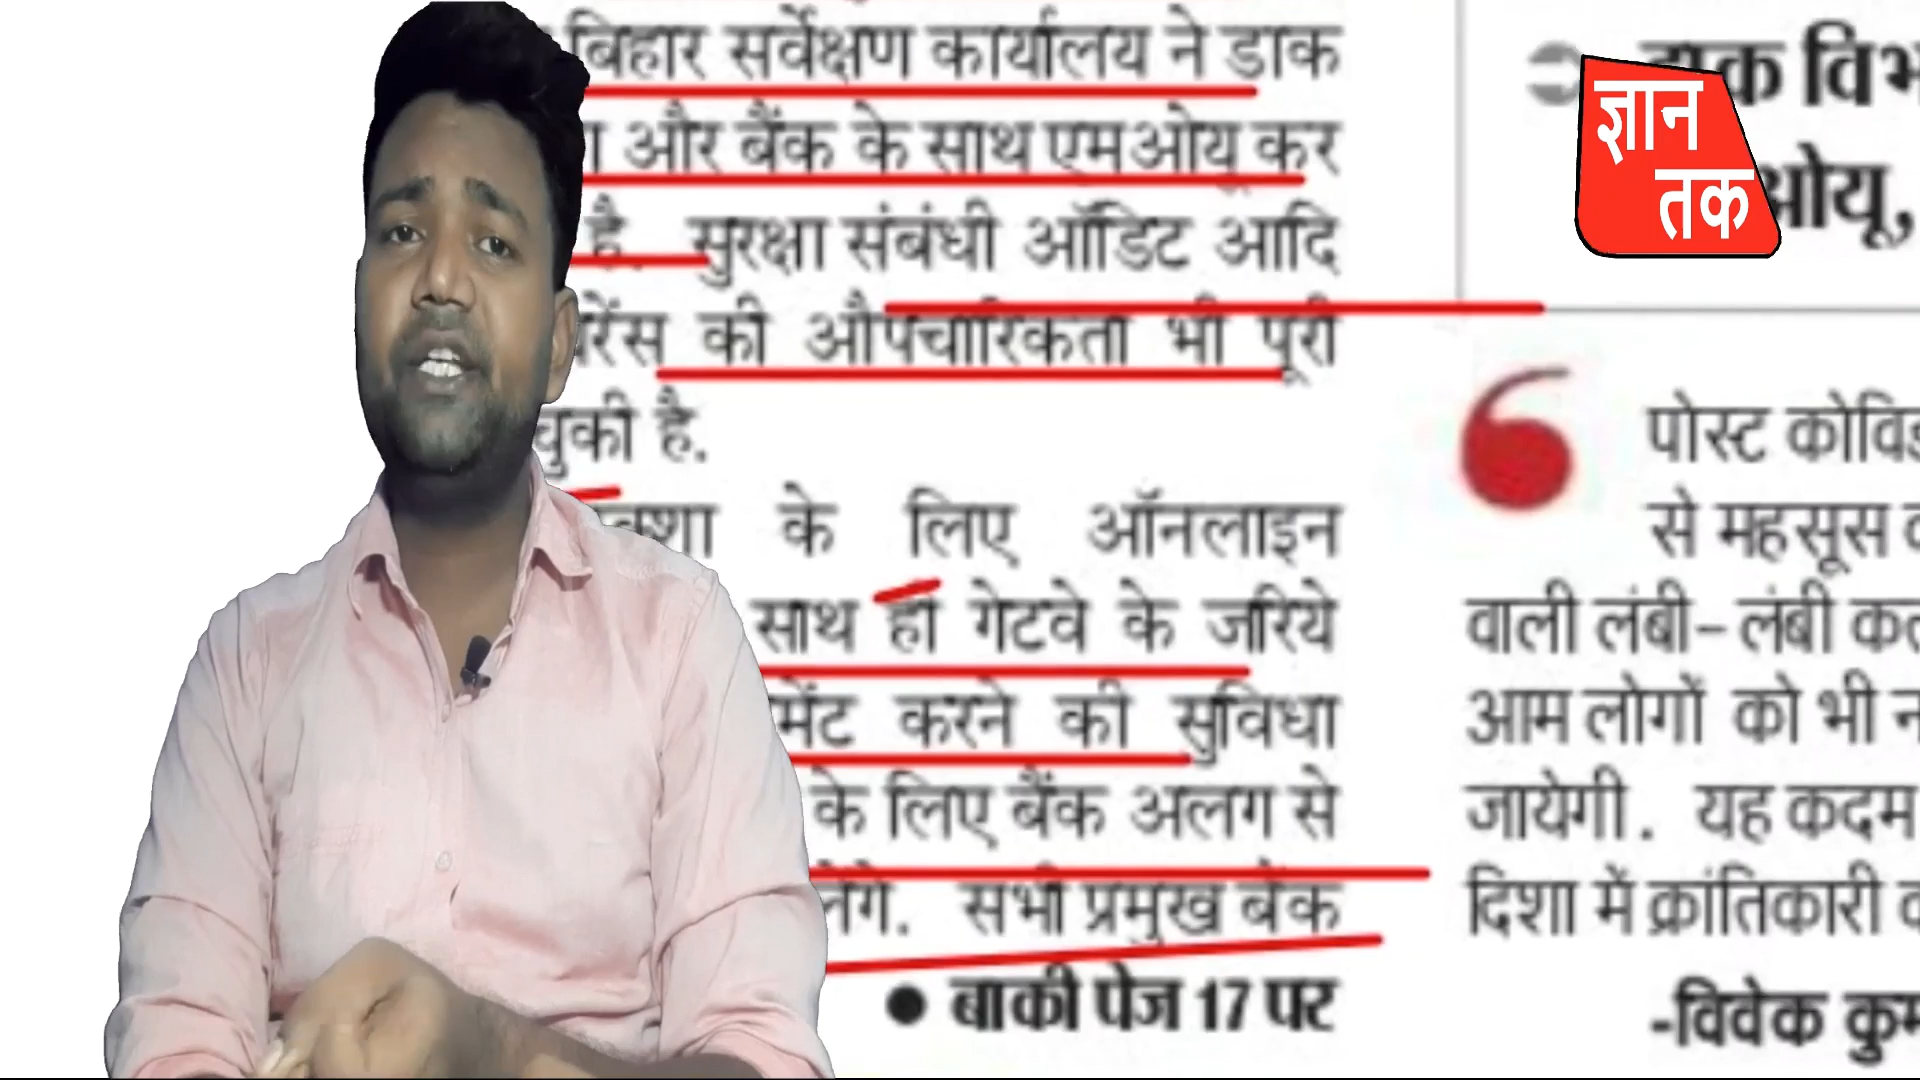 बिहार सर्वेक्षण कार्यालय ने डाक
और बैंक के साथ एमओयू कर
है. सुरक्षा संबंधी ऑडिट आदि
की औपचारिकता भी पूरी
चुकी है.
के लिए ऑनलाइन
साथ ही गेटवे के जरिये
करने की सुविधा
के लिए बैंक अलग से
सभी प्रमुख बैंक
● बाकी पेज 17 पर
ज्ञान
तक
ओयू,
पोस्ट
से महसूस
वाली लंबी-लंबी
आम लोगों को भी
जायेगी. यह कदम
दिशा में क्रांतिकारी
-विवेक